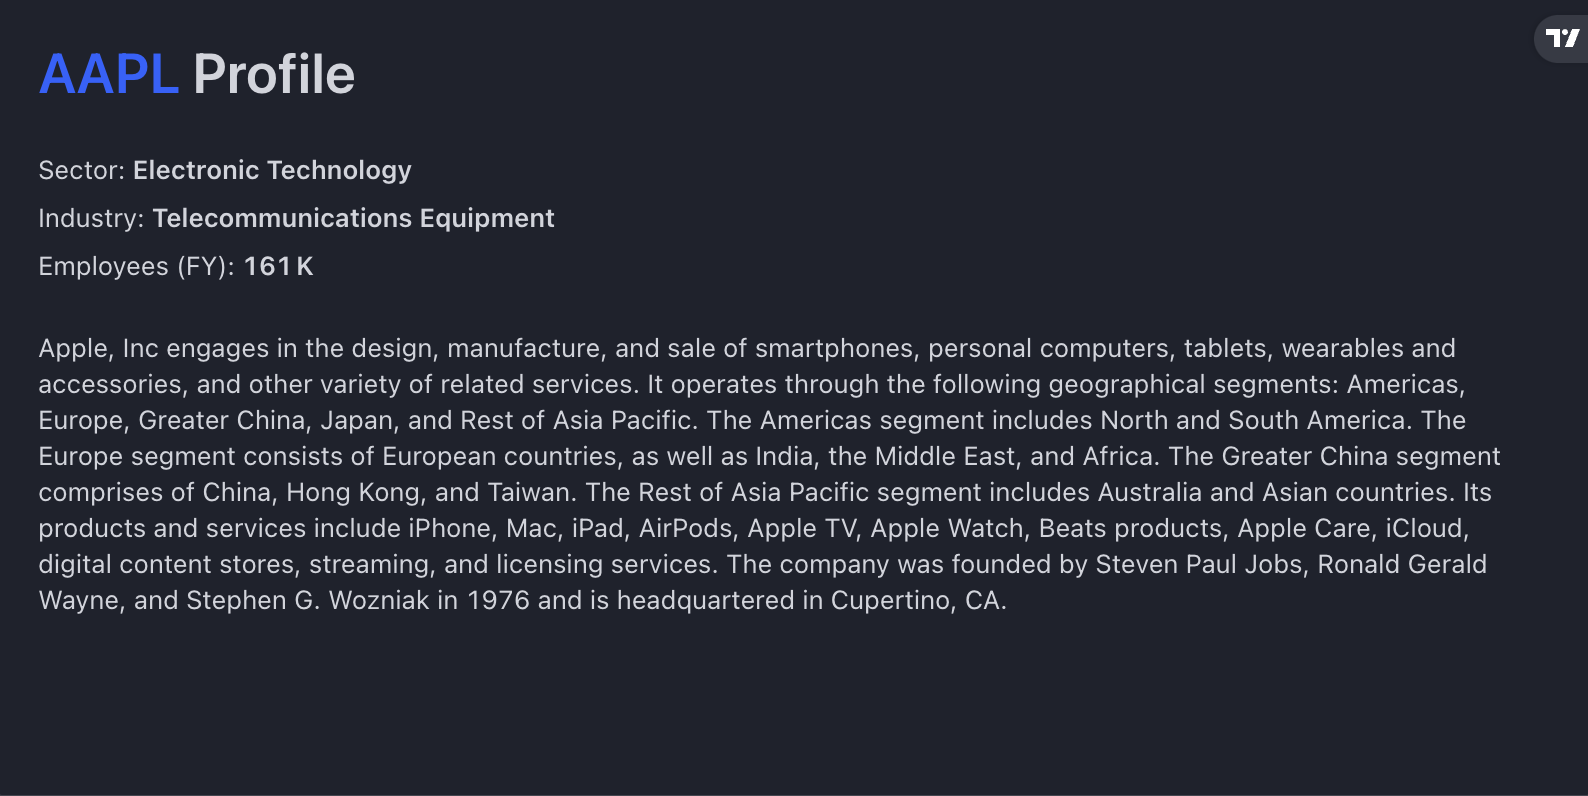 AAPL Profile
Sector: Electronic Technology
Industry: Telecommunications Equipment
Employees (FY): 161 K
Apple, Inc engages in the design, manufacture, and sale of smartphones, personal computers, tablets, wearables and
accessories, and other variety of related services. It operates through the following geographical segments: Americas,
Europe, Greater China, Japan, and Rest of Asia Pacific. The Americas segment includes North and South America. The
Europe segment consists of European countries, as well as India, the Middle East, and Africa. The Greater China segment
comprises of China, Hong Kong, and Taiwan. The Rest of Asia Pacific segment includes Australia and Asian countries. Its
products and services include iPhone, Mac, iPad, AirPods, Apple TV, Apple Watch, Beats products, Apple Care, iCloud,
digital content stores, streaming, and licensing services. The company was founded by Steven Paul Jobs, Ronald Gerald
Wayne, and Stephen G. Wozniak in 1976 and is headquartered in Cupertino, CA.